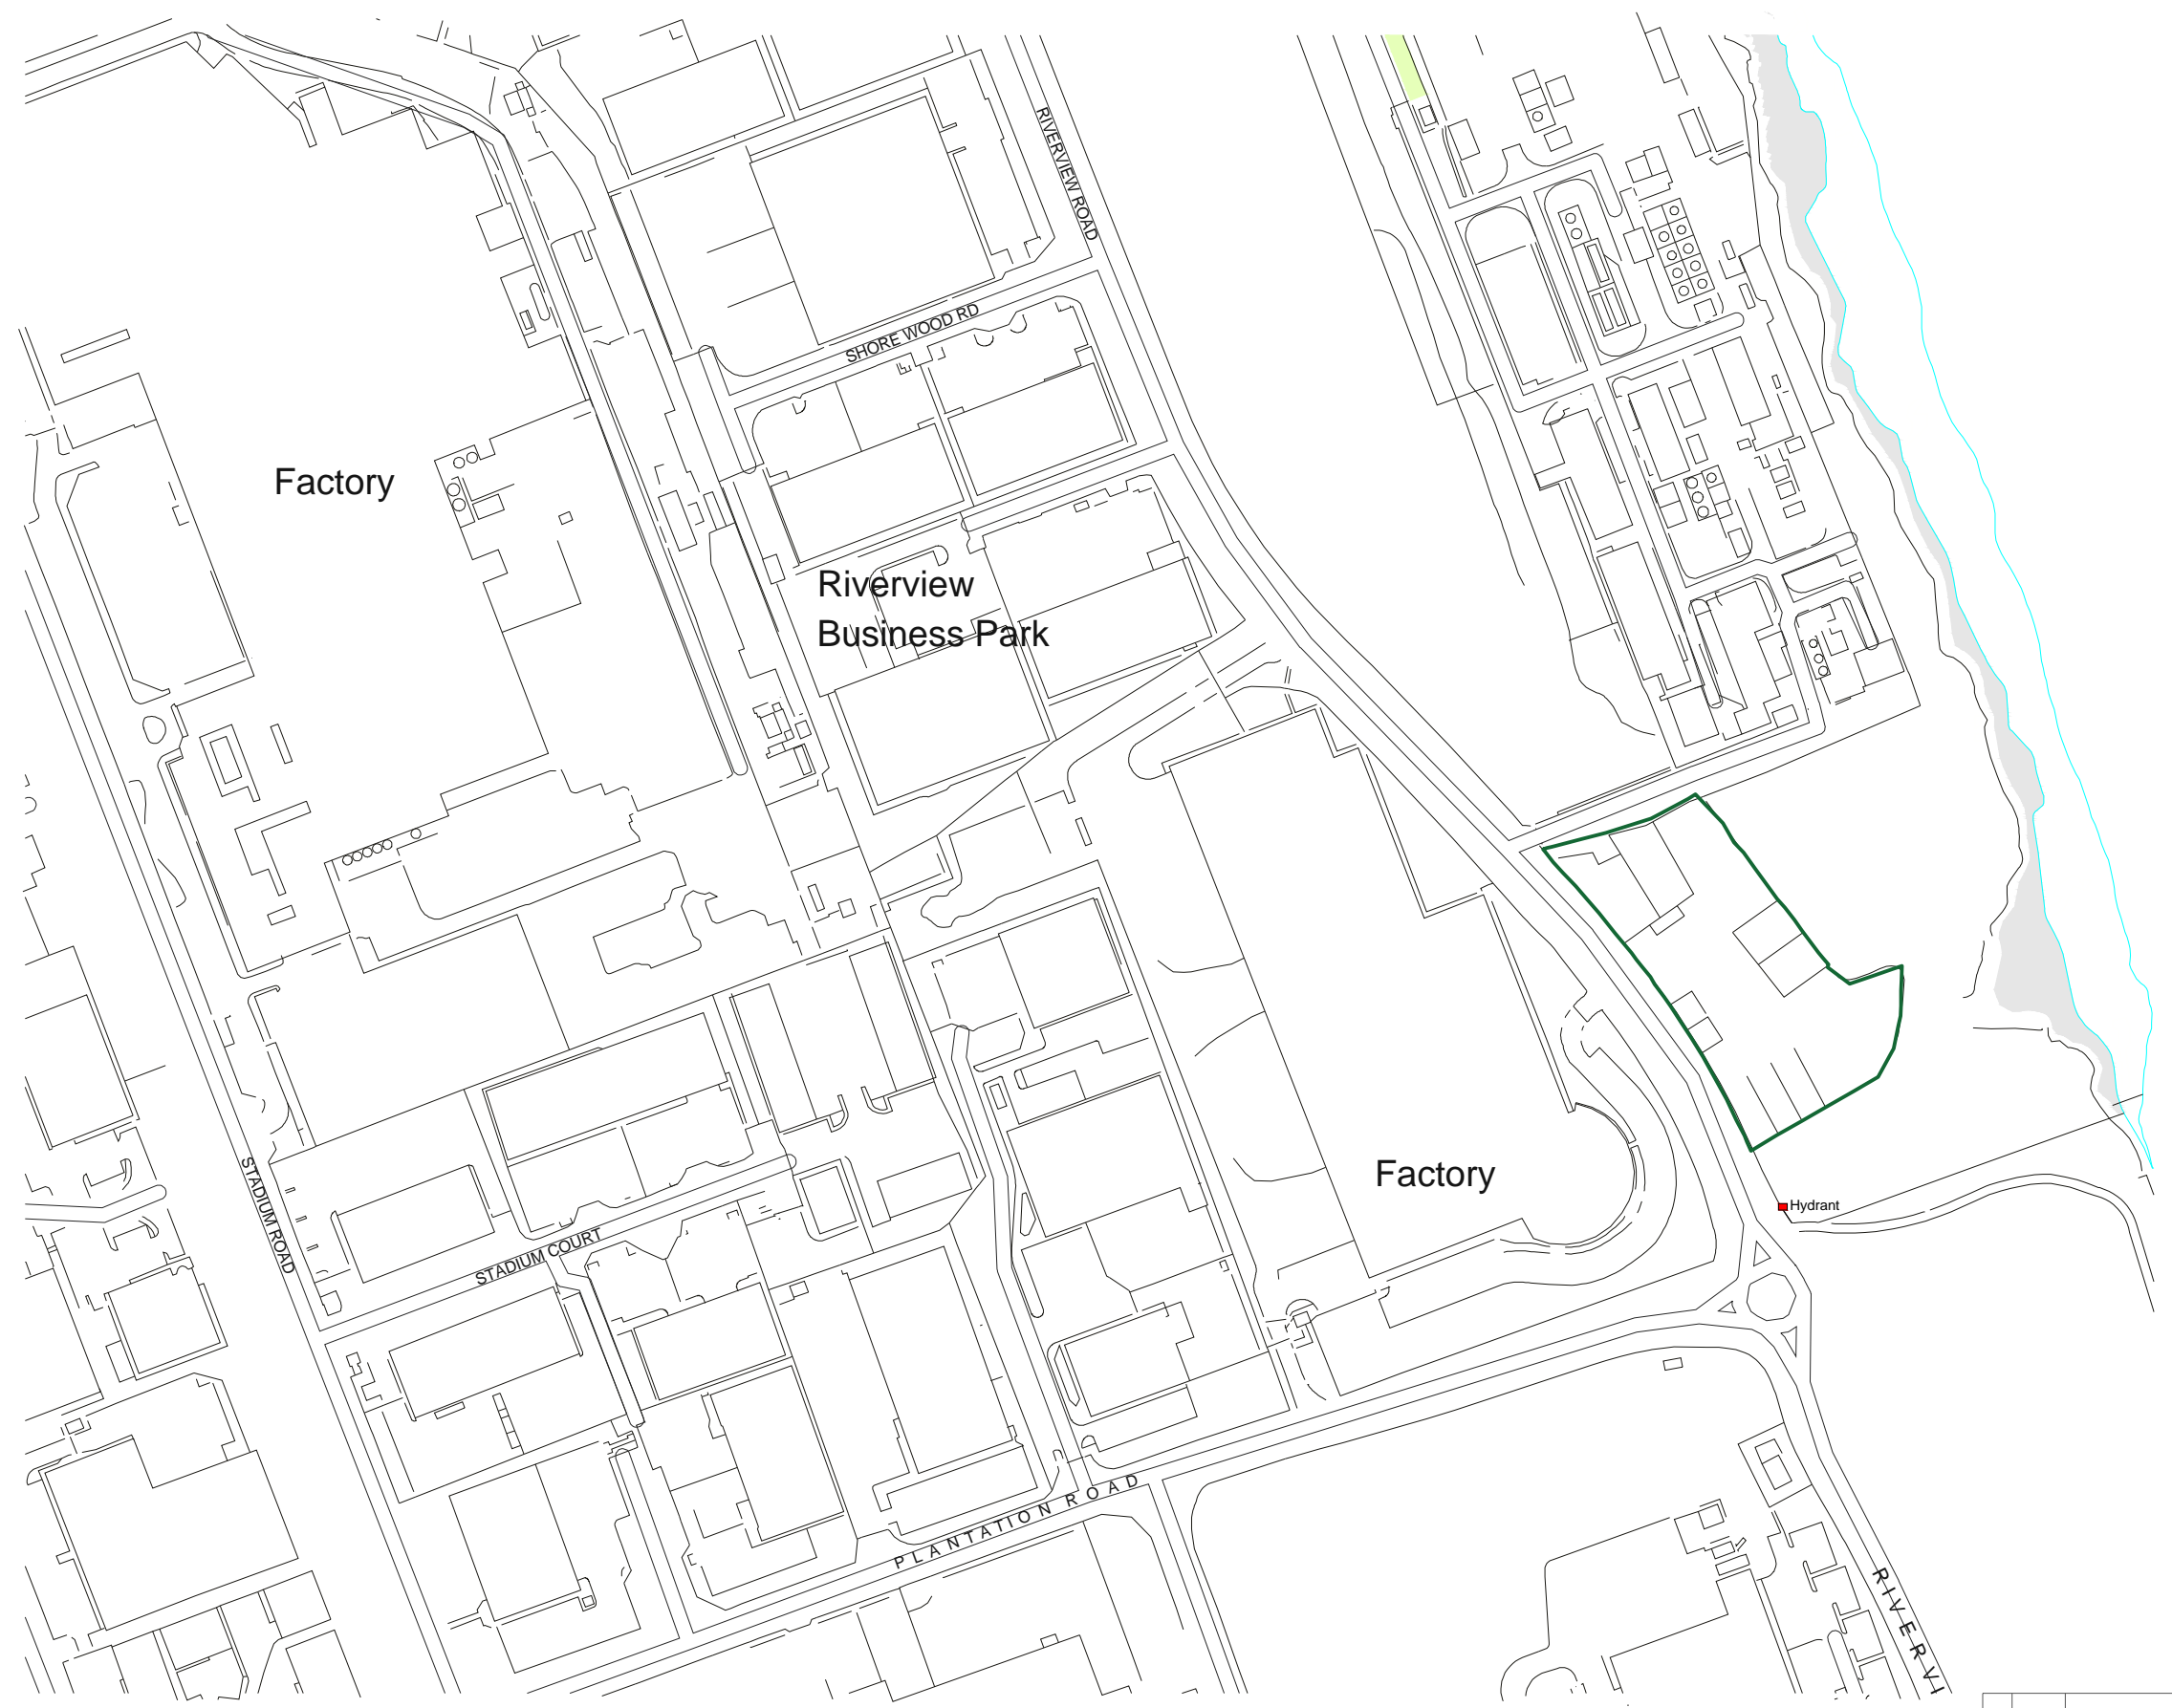 RIVERVIEW ROAD
SHORE WOOD RD
Factory
Riverview
Business Park
STADIUM ROAD
STADIUM COURT
Factory
Hydrant
PLANTATION ROAD
RIVERVI